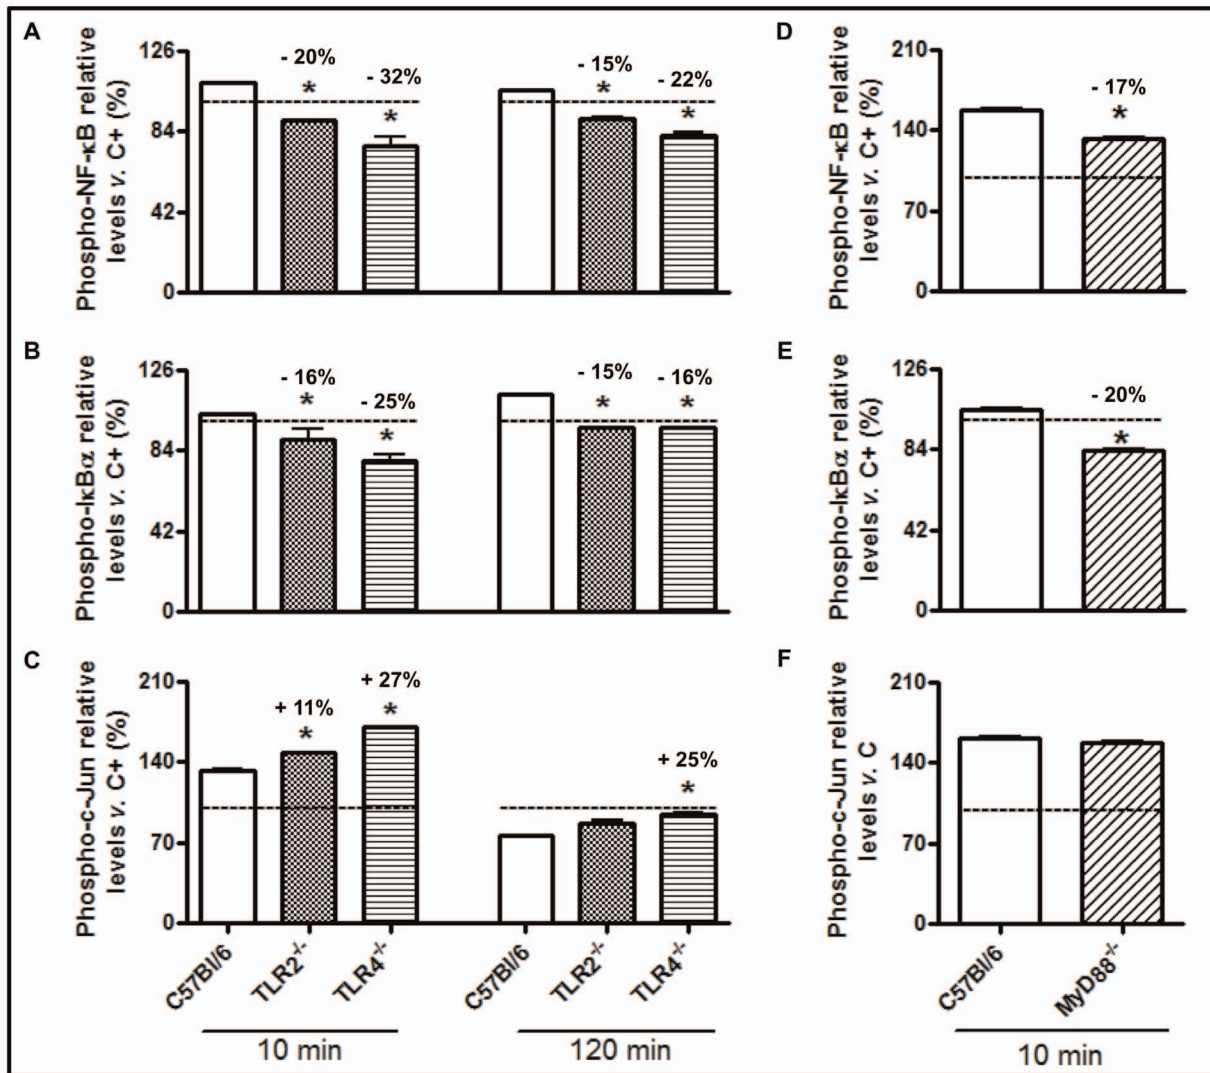 A
Phospho-NF-κB relative
levels v. C+ (%)
126
84
42
0
- 20%
*
- 32%
*
- 15%
*
- 22%
*
D
Phospho-NF-κB relative
levels v. C+ (%)
210
140
70
0
- 17%
*
B
Phospho-IκBα relative
levels v. C+ (%)
126
84
42
0
- 16%
*
- 25%
*
- 15%
*
- 16%
*
E
Phospho-IκBα relative
levels v. C+ (%)
126
84
42
0
- 20%
*
C
Phospho-c-Jun relative
levels v. C+ (%)
210
140
70
0
+ 11%
*
+ 27%
*
+ 25%
*
C57Bl/6
TLR2-/-
TLR4-/-
C57Bl/6
TLR2-/-
TLR4-/-
10 min
120 min
F
Phospho-c-Jun relative
levels v. C
210
140
70
0
C57Bl/6
MyD88-/-
10 min